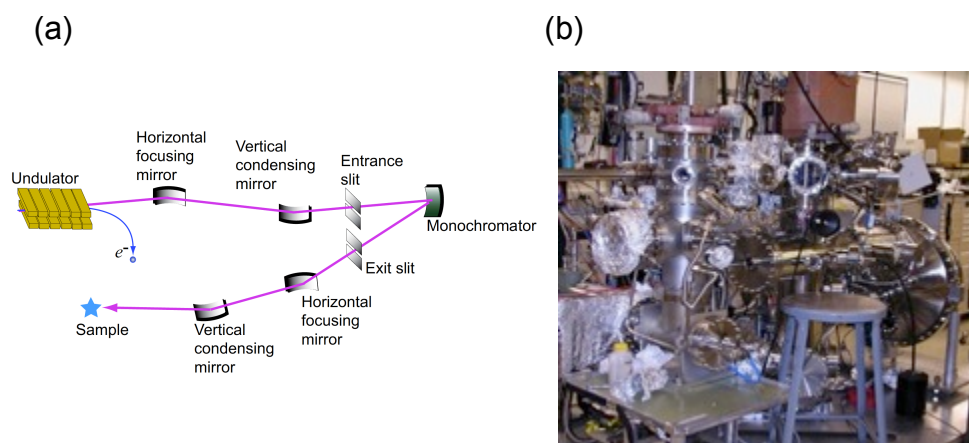 (a)
(b)
Horizontal
focusing
mirror
Vertical
condensing
mirror
Entrance
slit
Undulator
Monochromator
e-
Exit slit
Sample
Vertical
condensing
mirror
Horizontal
focusing
mirror